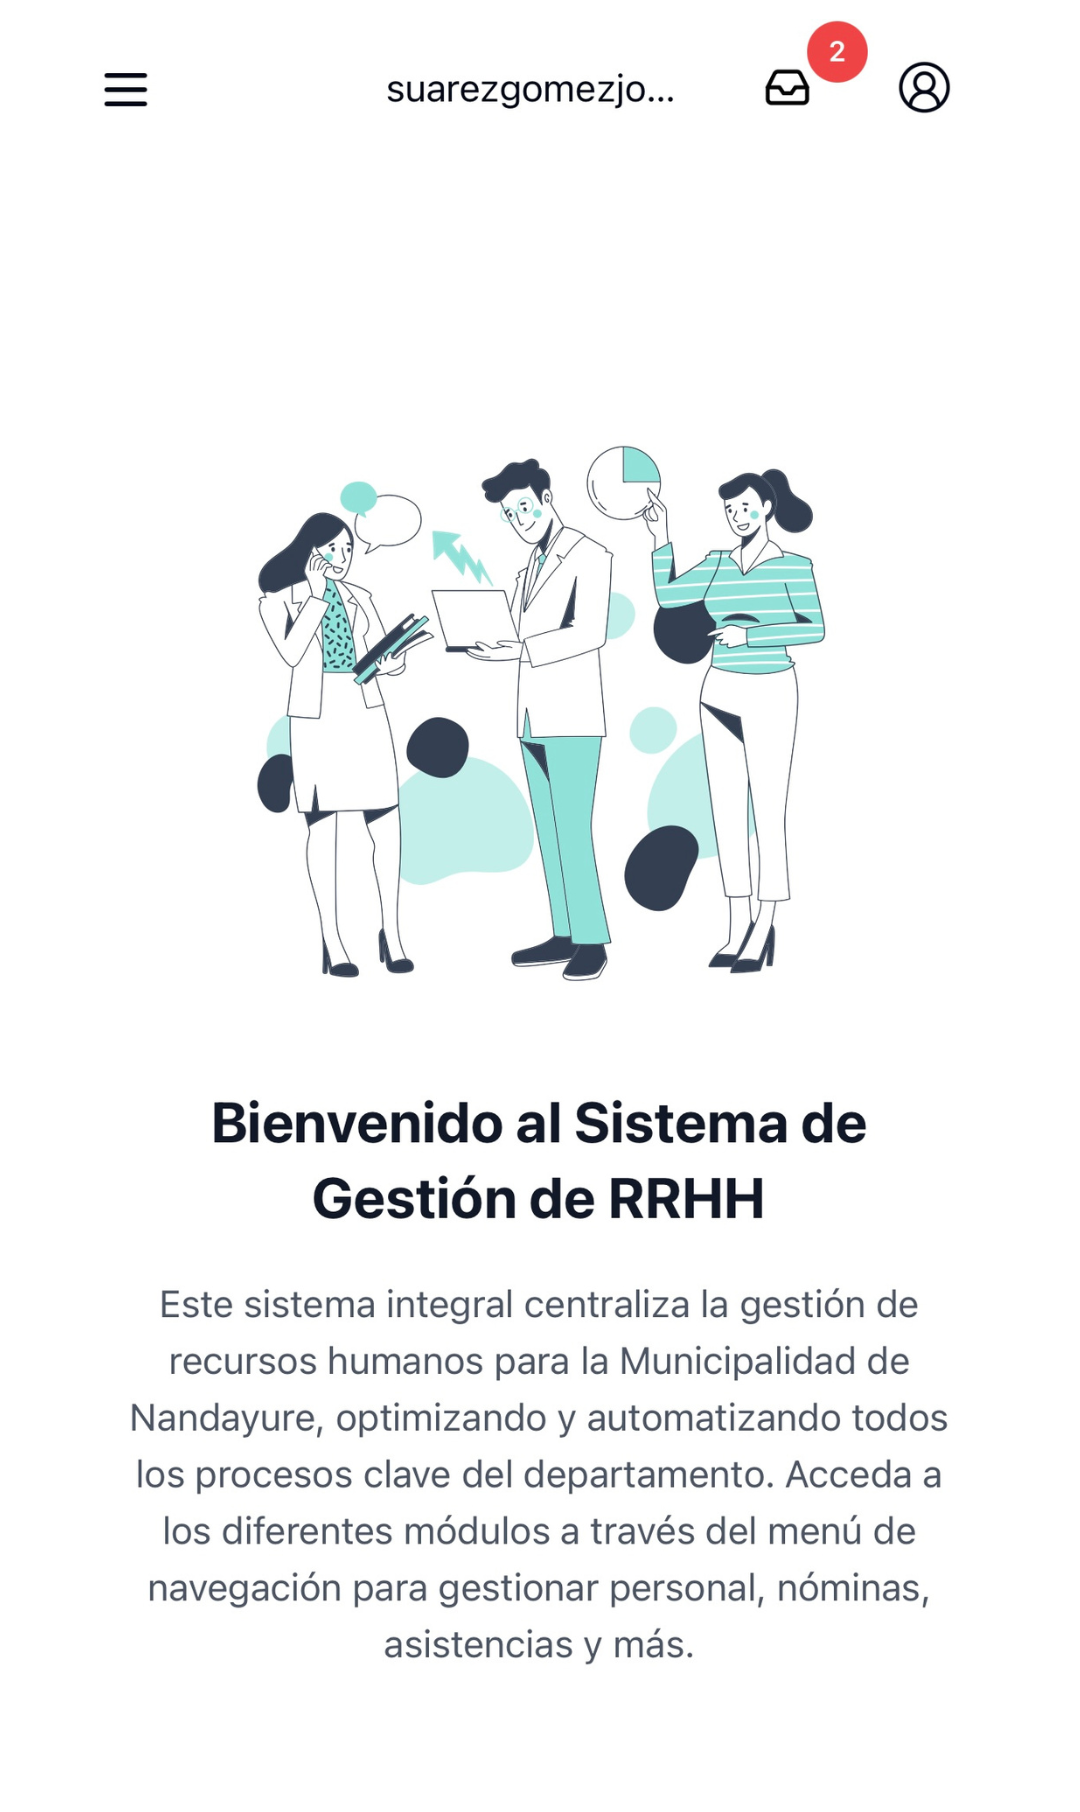 suarezgomezjo...
2
Bienvenido al Sistema de
Gestión de RRHH
Este sistema integral centraliza la gestión de
recursos humanos para la Municipalidad de
Nandayure, optimizando y automatizando todos
los procesos clave del departamento. Acceda a
los diferentes módulos a través del menú de
navegación para gestionar personal, nóminas,
asistencias y más.